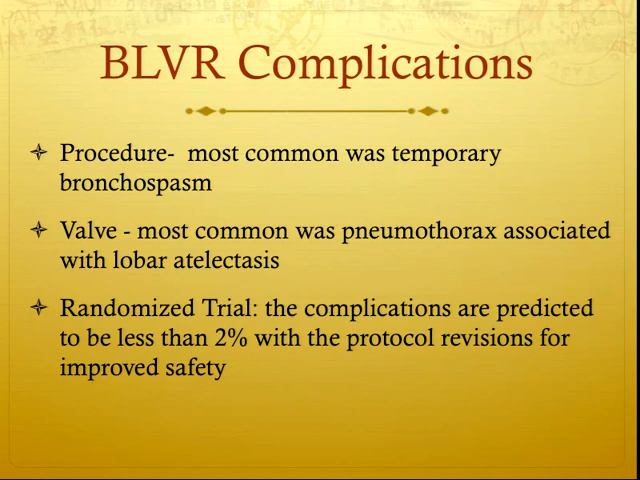 BLVR Complications
Procedure-  most common was temporary
bronchospasm
Valve - most common was pneumothorax associated
with lobar atelectasis
Randomized Trial: the complications are predicted
to be less than 2% with the protocol revisions for
improved safety